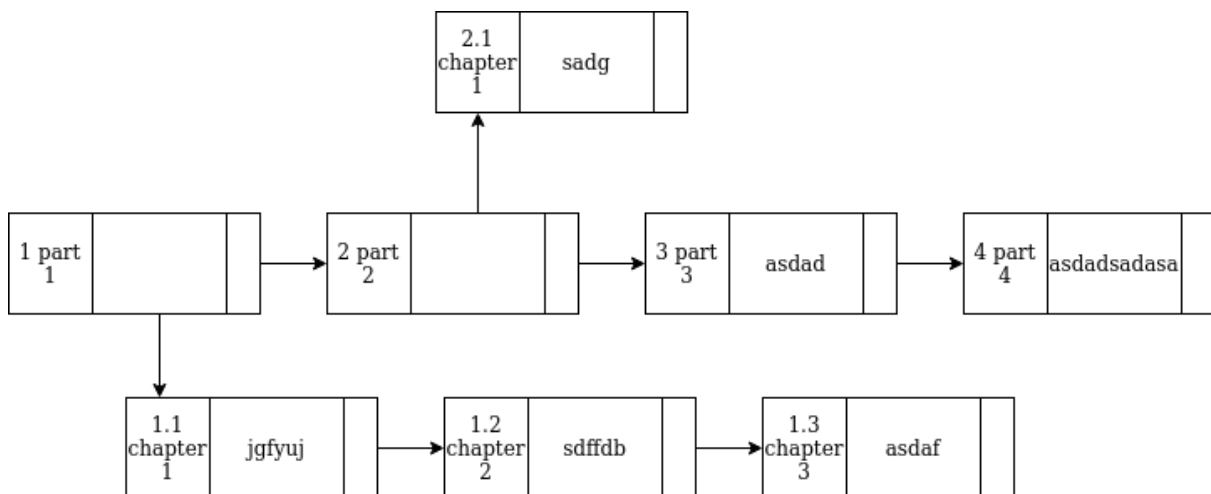 2.1
chapter
1
sadg
1 part
1
2 part
2
3 part
3
asdad
4 part
4
asdadsadasa
1.1
chapter
1
jgfyuj
1.2
chapter
2
sdffdb
1.3
chapter
3
asdaf